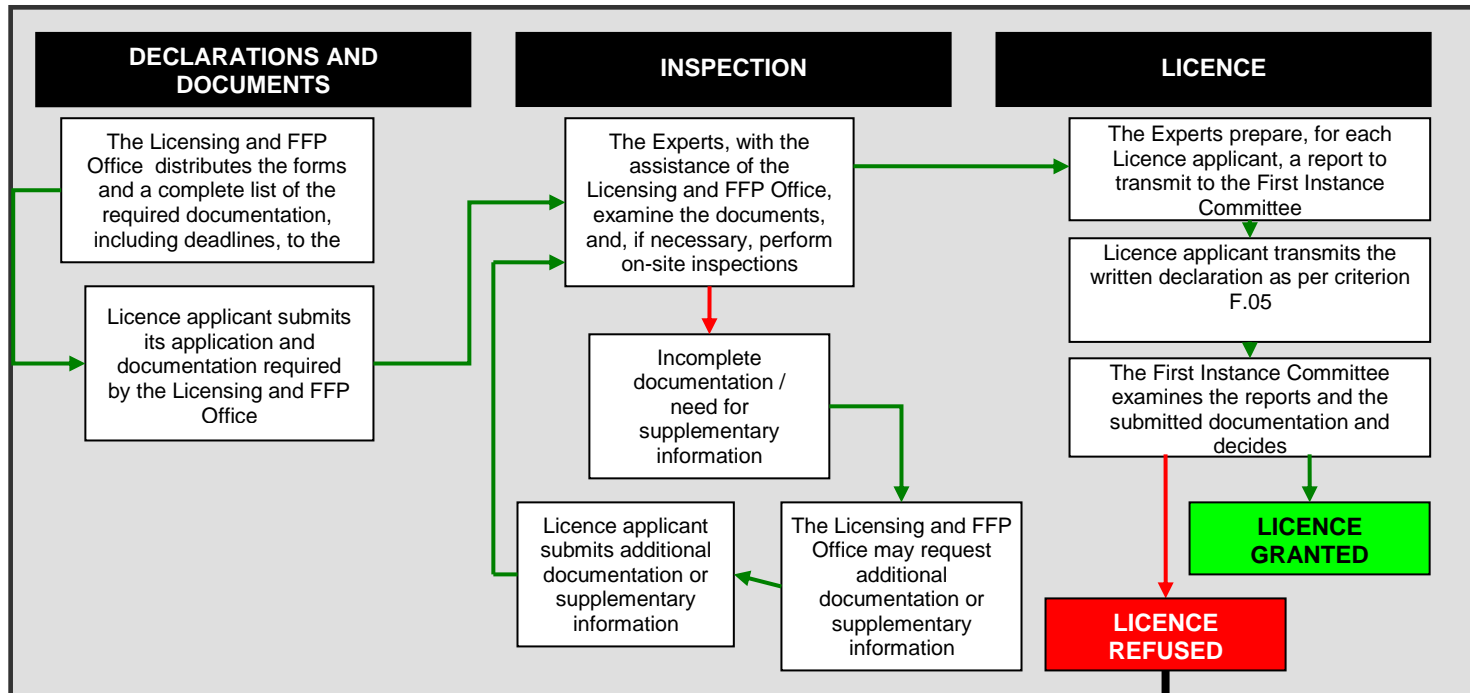 DECLARATIONS AND
DOCUMENTS
The Licensing and FFP
Office distributes the forms
and a complete list of the
required documentation,
including deadlines, to the
Licence applicant submits
its application and
documentation required
by the Licensing and FFP
Office
INSPECTION
The Experts, with the
assistance of the
Licensing and FFP Office,
examine the documents,
and, if necessary, perform
on-site inspections
Incomplete
documentation /
need for
supplementary
information
The Licensing and FFP
Office may request
additional
documentation or
supplementary
information
Licence applicant
submits additional
documentation or
supplementary
information
LICENCE
The Experts prepare, for each
Licence applicant, a report to
transmit to the First Instance
Committee
Licence applicant transmits the
written declaration as per criterion
F.05
The First Instance Committee
examines the reports and the
submitted documentation and
decides
LICENCE
GRANTED
LICENCE
REFUSED